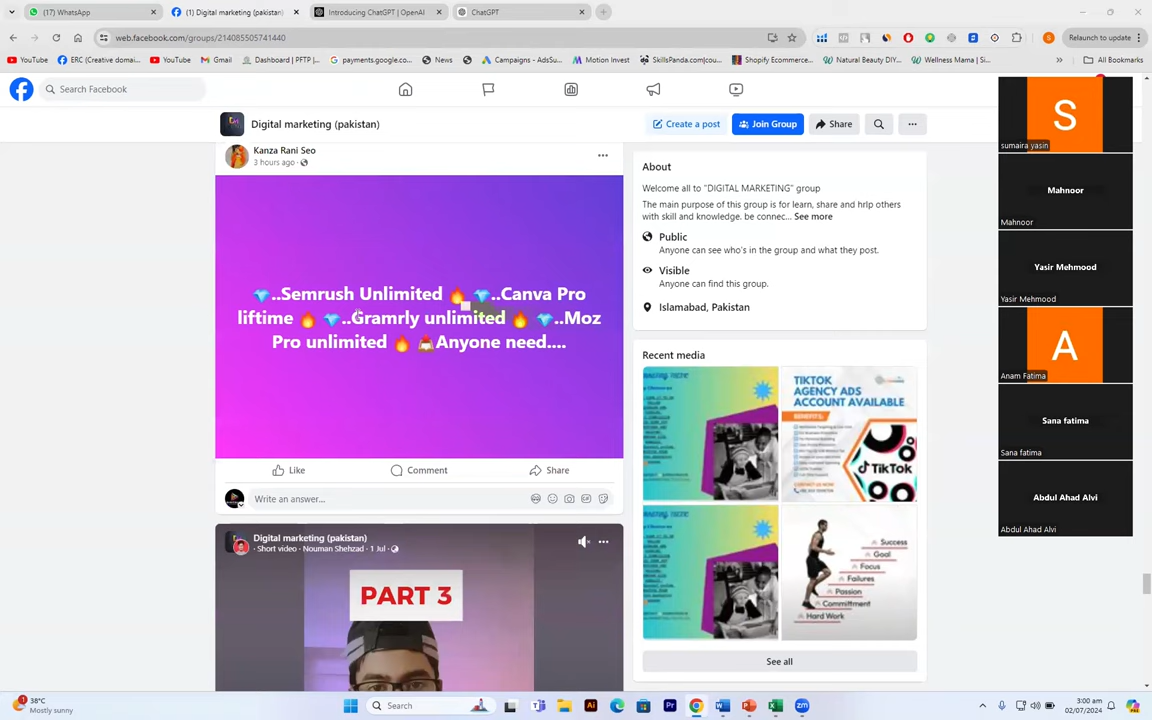 (17) WhatsApp
(1) Digital marketing (pakistan)
Introducing ChatGPT | OpenAI
ChatGPT
web.facebook.com/groups/214085505741440
S
Relaunch to update
YouTube
ERC (Creative domai...
YouTube
Gmail
Dashboard | PFTP |...
payments.google.co...
News
Campaigns - AdsSu...
Motion Invest
SkillsPanda.com|cou...
Shopify Ecommerce...
Natural Beauty DIY...
Wellness Mama | Si...
All Bookmarks
Search Facebook
Digital marketing (pakistan)
Create a post
Join Group
Share
Kanza Rani Seo
3 hours ago ·
💎..Semrush Unlimited 🔥 💎..Canva Pro
liftime 🔥 💎..Gramrly unlimited 🔥 💎..Moz
Pro unlimited 🔥 Anyone need....
Like
Comment
Share
Write an answer...
Digital marketing (pakistan)
· Short video · Nouman Shehzad · 1 Jul ·
PART 3
About
Welcome all to "DIGITAL MARKETING" group
The main purpose of this group is for learn, share and hrlp others
with skill and knowledge. be connec... See more
Public
Anyone can see who's in the group and what they post.
Visible
Anyone can find this group.
Islamabad, Pakistan
Recent media
TIKTOK
AGENCY ADS
ACCOUNT AVAILABLE
BENEFITS:
TikTok
Success
Goal
Focus
Failures
Passion
Committment
Hard Work
See all
S
sumaira yasin
Mahnoor
Mahnoor
Yasir Mehmood
Yasir Mehmood
A
Anam Fatima
Sana fatima
Sana fatima
Abdul Ahad Alvi
Abdul Ahad Alvi
1
38°C
Mostly sunny
Search
Ai
Pr
zm
3:00 am
02/07/2024